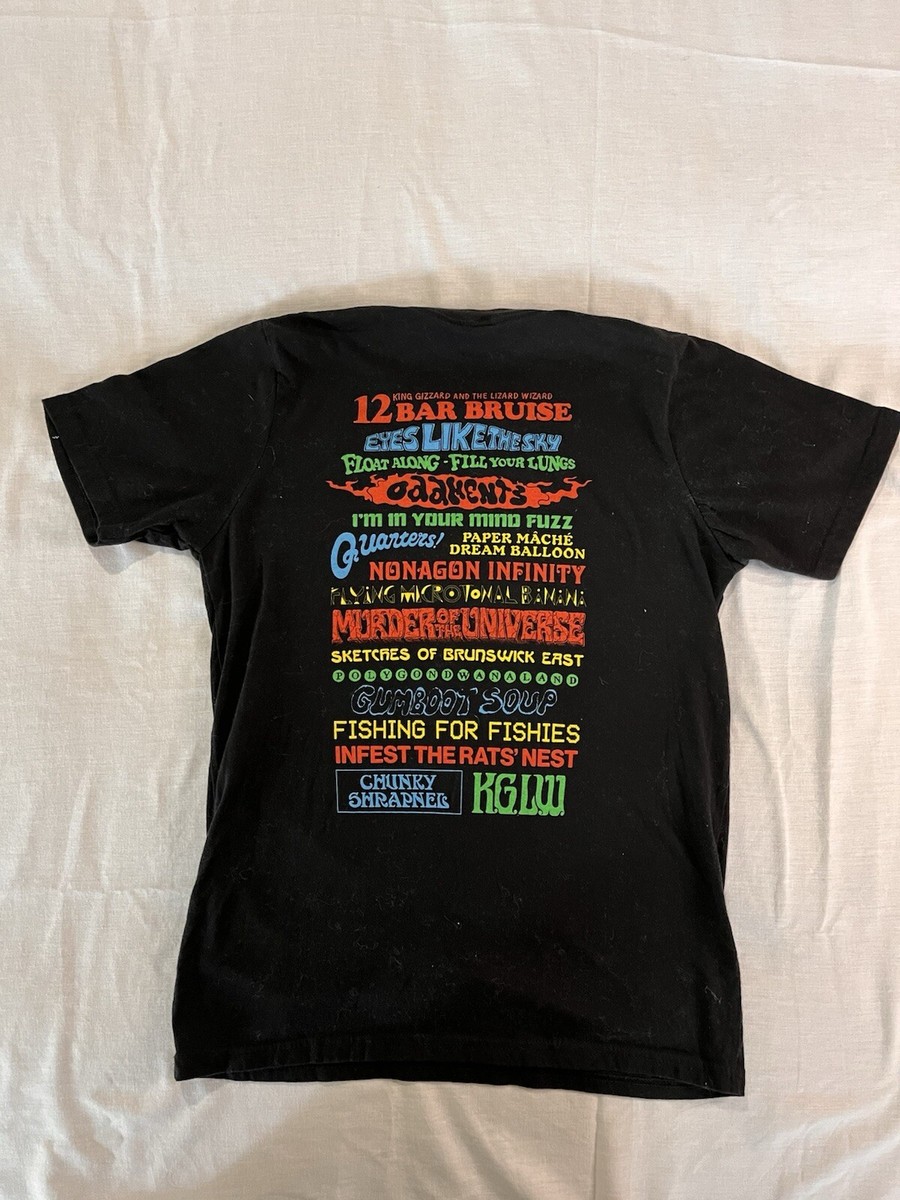 KING GIZZARD AND THE LIZARD WIZARD
12 BAR BRUISE
EYES LIKE THE SKY
FLOAT ALONG - FILL YOUR LUNGS
ODDMENTS
I'M IN YOUR MIND FUZZ
Quarters!
PAPER MÂCHÉ
DREAM BALLOON
NONAGON INFINITY
FLYING MICROTONAL BANANA
MURDER OF THE UNIVERSE
SKETCHES OF BRUNSWICK EAST
POLYGONDWANALAND
GUMBOOT SOUP
FISHING FOR FISHIES
INFEST THE RATS' NEST
CHUNKY
SHRAPNEL
K.G.L.W.